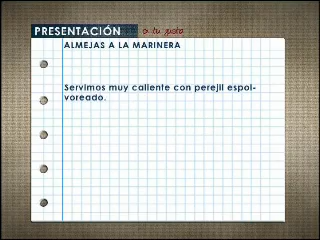 PRESENTACIÓN a tu gusto
ALMEJAS A LA MARINERA
Servimos muy caliente con perejil espol-
voreado.